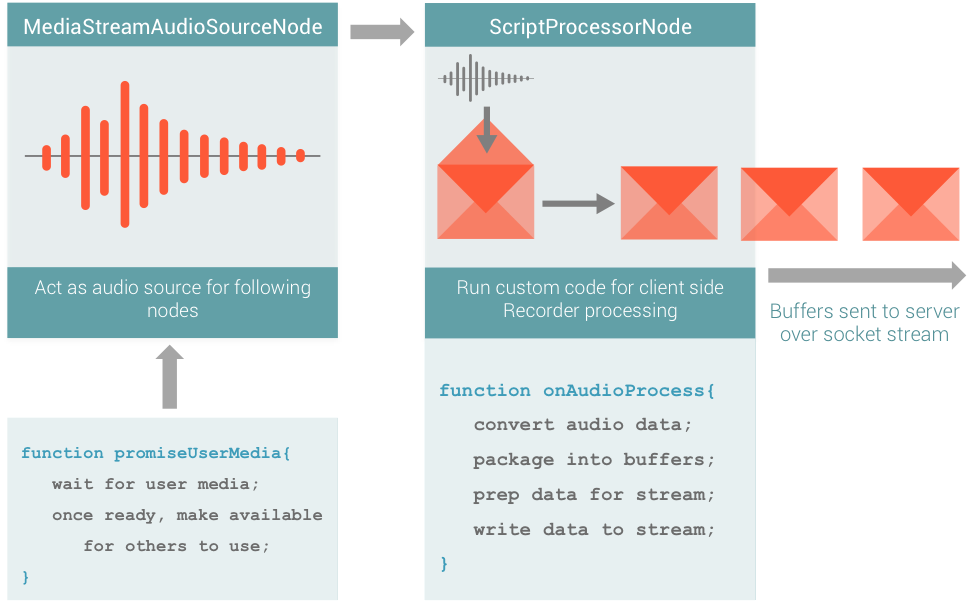 MediaStreamAudioSourceNode
Act as audio source for following
nodes
function promiseUserMedia{
wait for user media;
once ready, make available
for others to use;
}
ScriptProcessorNode
Run custom code for client side
Recorder processing
function onAudioProcess{
convert audio data;
package into buffers;
prep data for stream;
write data to stream;
}
Buffers sent to server
over socket stream